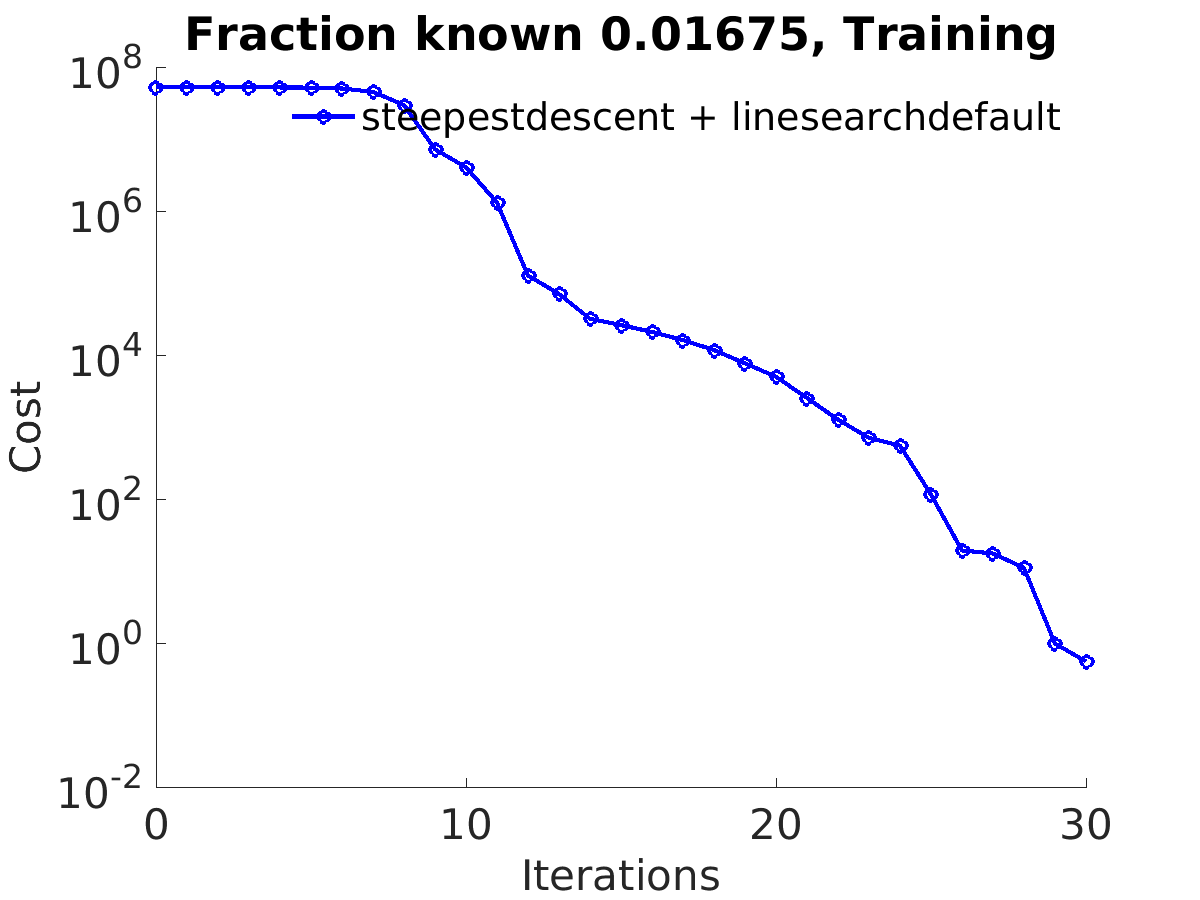 Fraction known 0.01675, Training
10^8
steepestdescent + linesearchdefault
10^6
10^4
Cost
10^2
10^0
10^-2
0 10 20 30
Iterations